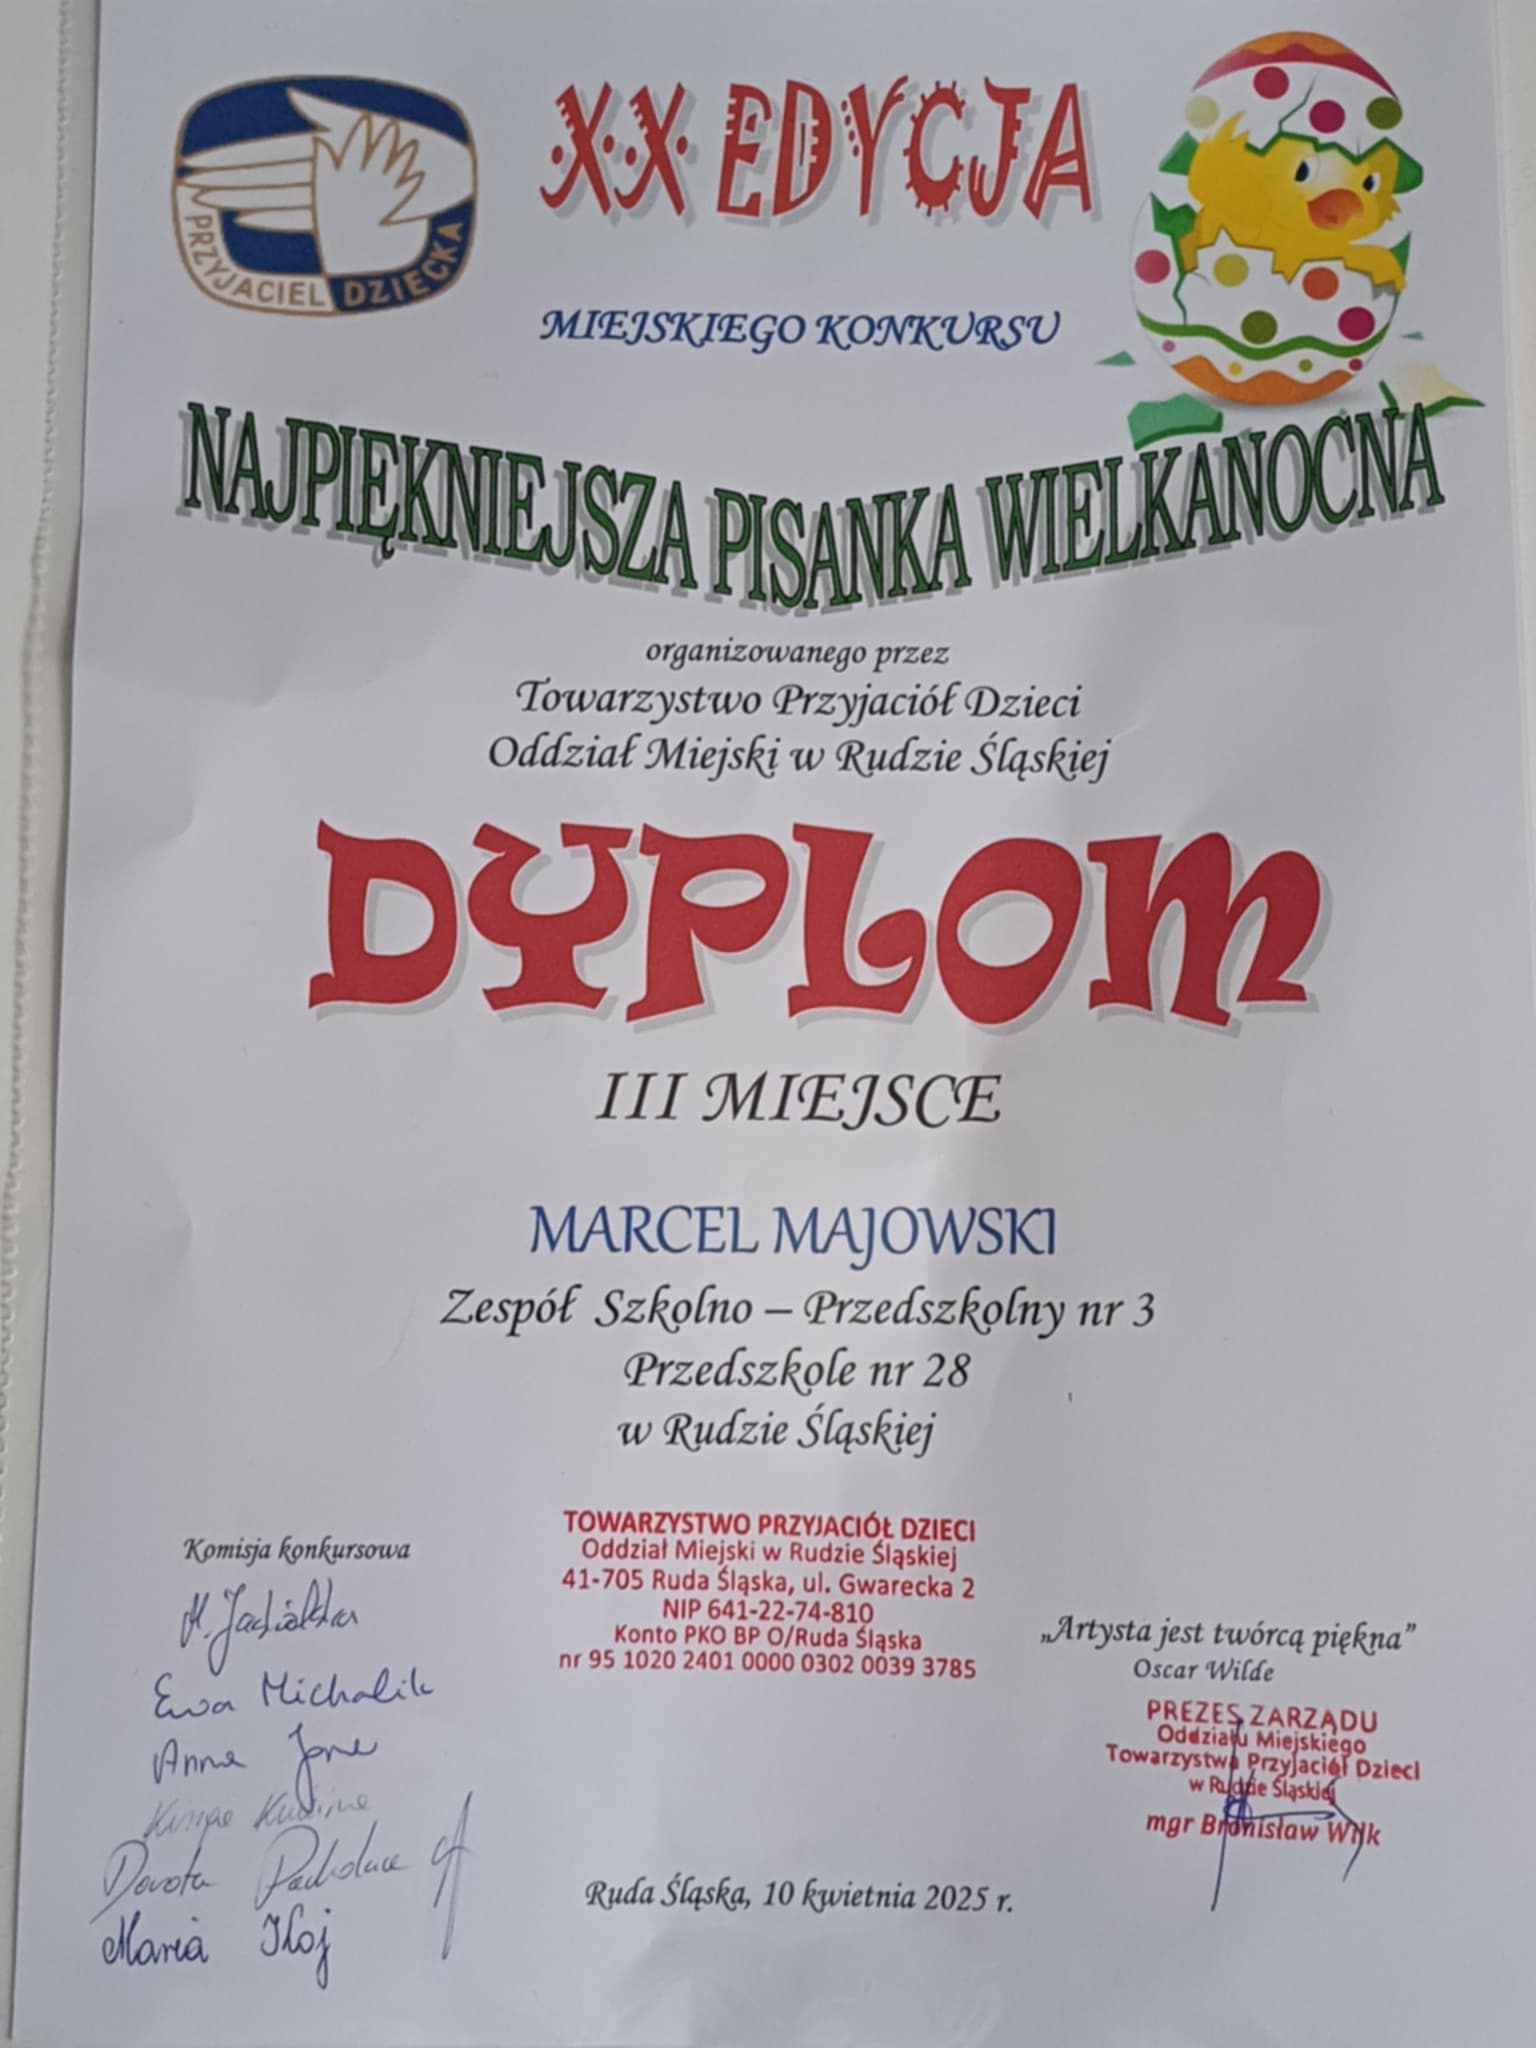 PRZYJACIEL DZIECKA
XX EDYCJA
MIEJSKIEGO KONKURSU
NAJPIĘKNIEJSZA PISANKA WIELKANOCNA
organizowanego przez
Towarzystwo Przyjaciół Dzieci
Oddział Miejski w Rudzie Śląskiej
DYPLOM
III MIEJSCE
MARCEL MAJOWSKI
Zespół Szkolno – Przedszkolny nr 3
Przedszkole nr 28
w Rudzie Śląskiej
Komisja konkursowa
Ewa Michalik
Anna
Dorota
Maria
TOWARZYSTWO PRZYJACIÓŁ DZIECI
Oddział Miejski w Rudzie Śląskiej
41-705 Ruda Śląska, ul. Gwarecka 2
NIP 641-22-74-810
Konto PKO BP O/Ruda Śląska
nr 95 1020 2401 0000 0302 0039 3785
„Artysta jest twórcą piękna”
Oscar Wilde
PREZES ZARZĄDU
Oddziału Miejskiego
Towarzystwa Przyjaciół Dzieci
w Rudzie Śląskiej
mgr Bronisław Wilk
Ruda Śląska, 10 kwietnia 2025 r.